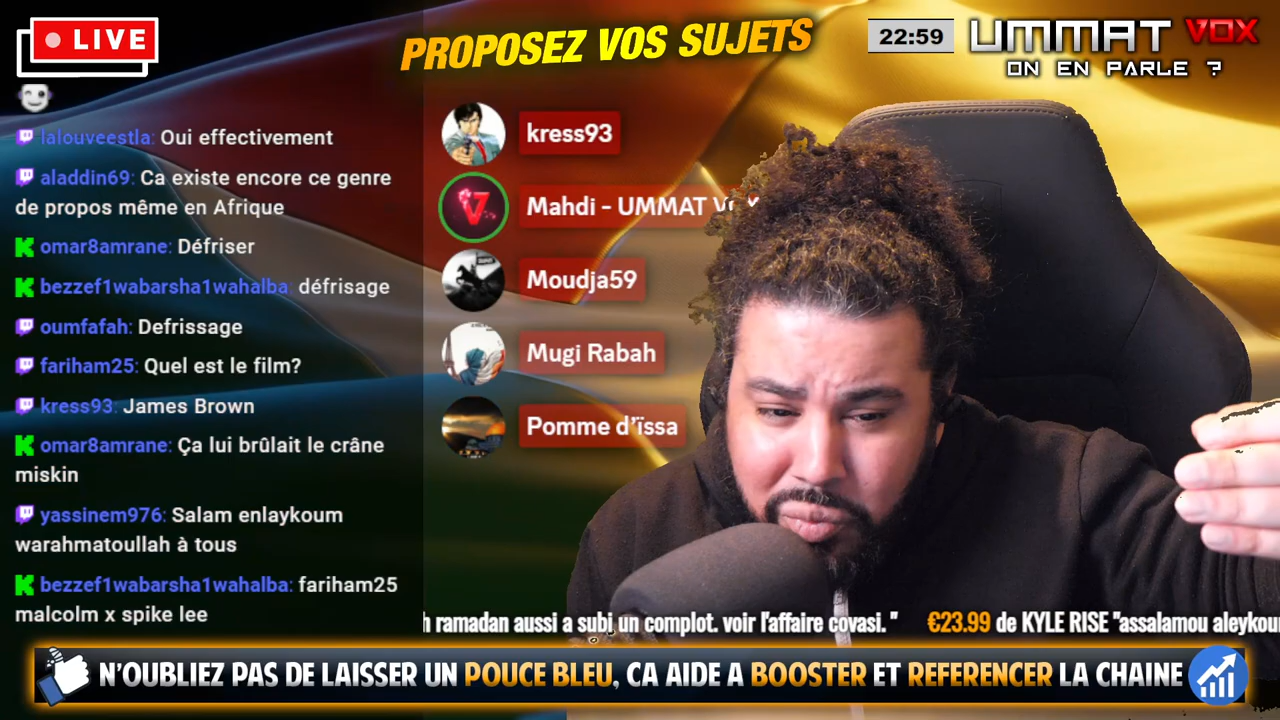 LIVE
PROPOSEZ VOS SUJETS
22:59
UMMAT VOX
ON EN PARLE ?
lalouveestla: Oui effectivement
aladdin69: Ca existe encore ce genre
de propos même en Afrique
omar8amrane: Défriser
bezzef1wabarsha1wahalba: défrisage
oumfafah: Defrissage
fariham25: Quel est le film?
kress93: James Brown
omar8amrane: Ça lui brûlait le crâne
miskin
yassinem976: Salam enlaykoum
warahmatoullah à tous
bezzef1wabarsha1wahalba: fariham25
malcolm x spike lee
kress93
Mahdi - UMMAT
Moudja59
Mugi Rabah
Pomme d'ïssa
h ramadan aussi a subi un complot. voir l'affaire covasi. " €23.99 de KYLE RISE "assalamou aleykou
N'OUBLIEZ PAS DE LAISSER UN POUCE BLEU, CA AIDE A BOOSTER ET REFERENCER LA CHAINE